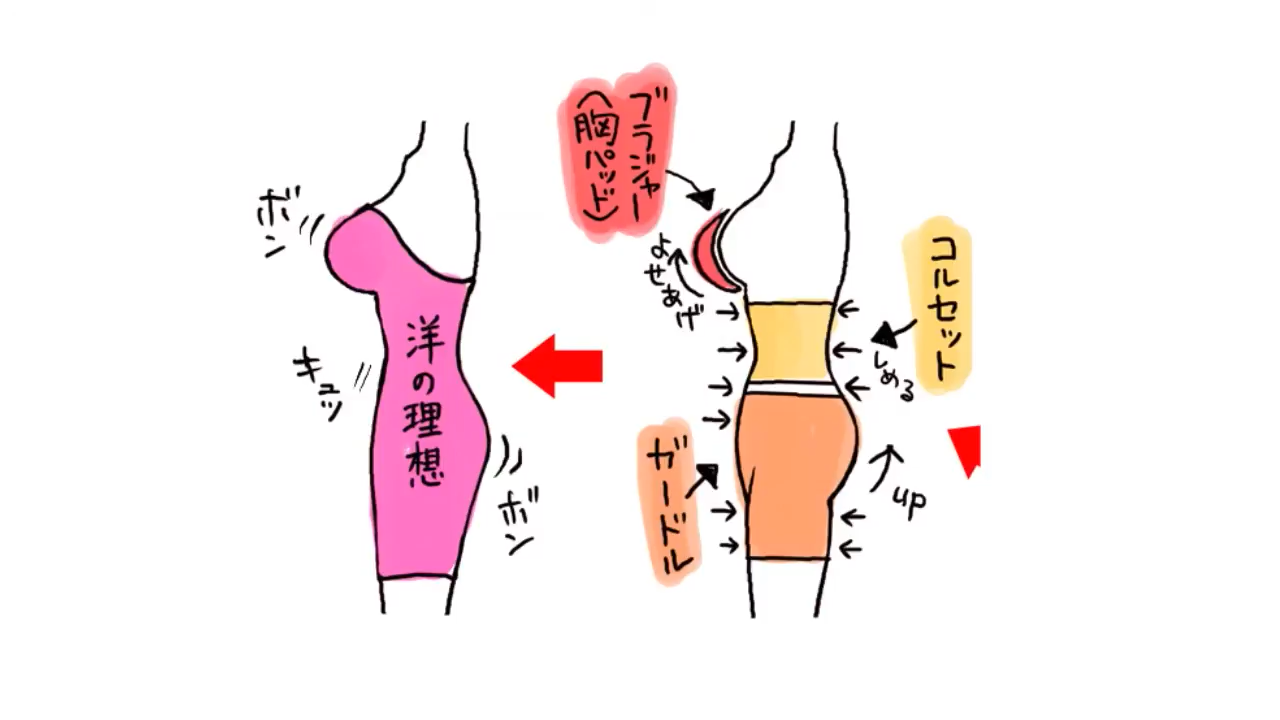 ボン
キュッ
洋の理想
ボン
ブラジャー
(胸パッド)
よせあげ
コルセット
しめる
ガードル
up